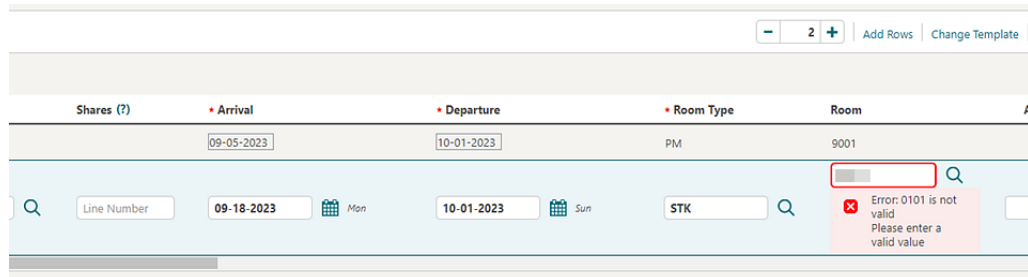 − 2 + Add Rows Change Template
Shares (?) * Arrival * Departure * Room Type Room
09-05-2023 10-01-2023 PM 9001
Line Number 09-18-2023 Mon 10-01-2023 Sun STK
Error: 0101 is not
valid
Please enter a
valid value